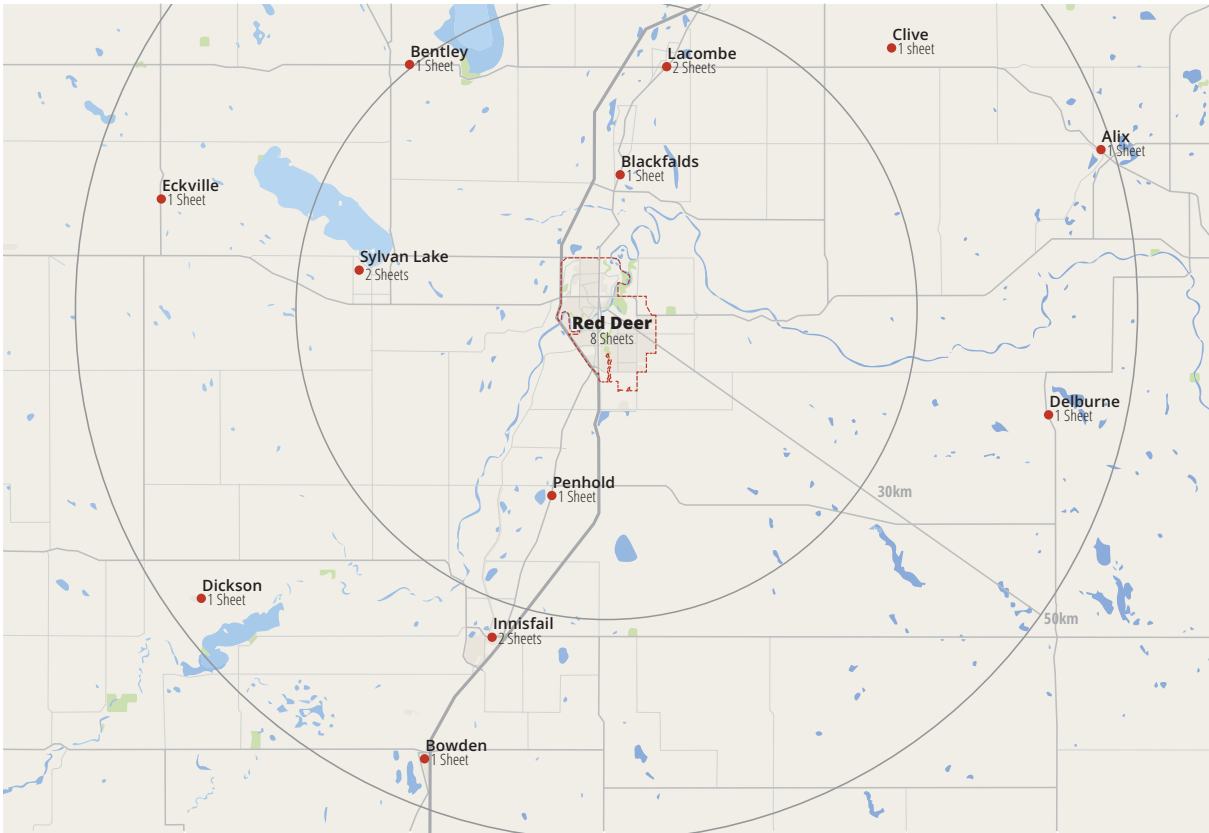 Clive
1 sheet
Bentley
1 Sheet
Lacombe
2 Sheets
Alix
1 Sheet
Blackfalds
1 Sheet
Eckville
1 Sheet
Sylvan Lake
2 Sheets
Red Deer
8 Sheets
Delburne
1 Sheet
Penhold
1 Sheet
30km
Dickson
1 Sheet
50km
Innisfail
2 Sheets
Bowden
1 Sheet